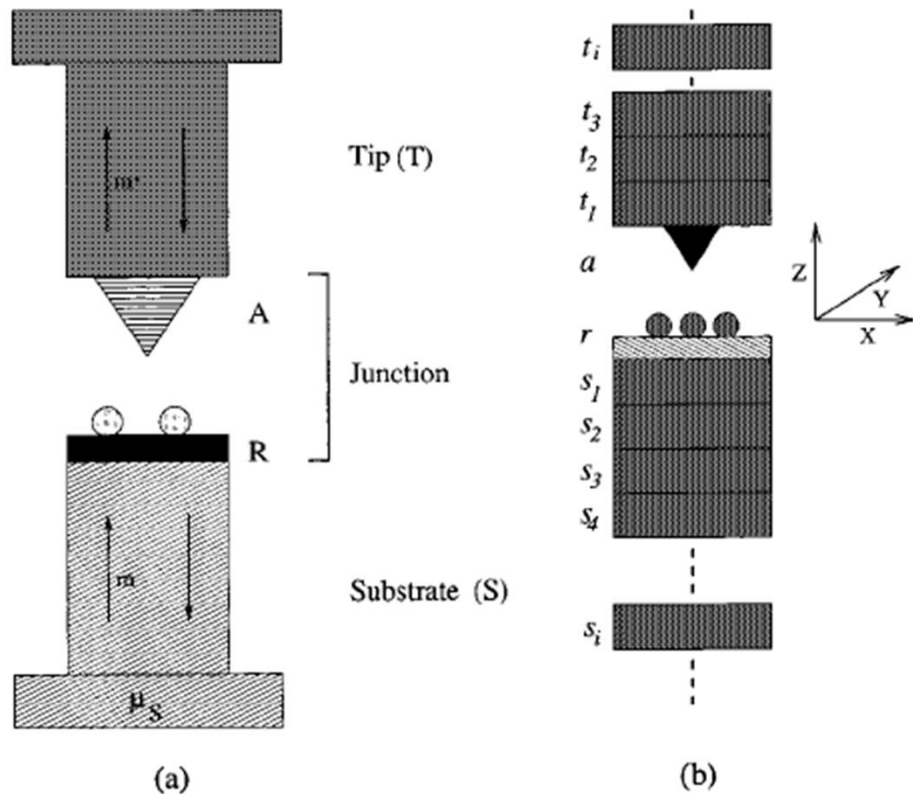 m'
Tip (T)
A
Junction
R
m
Substrate (S)
μS
(a)
ti
t3
t2
t1
a
Z
Y
X
r
s1
s2
s3
s4
si
(b)